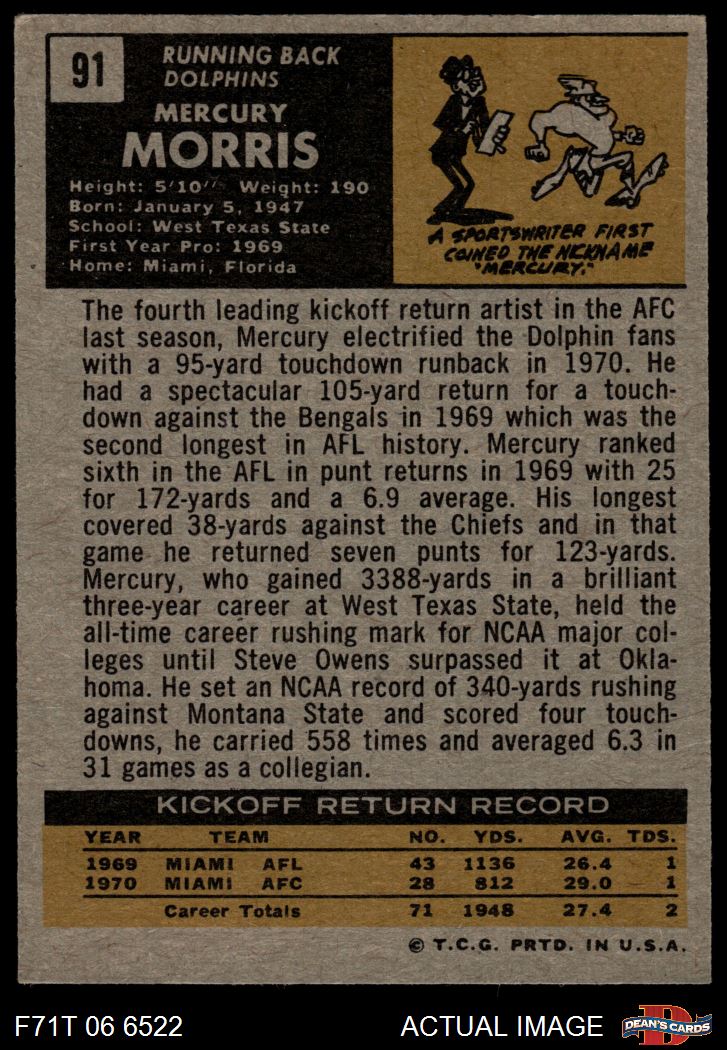 91
RUNNING BACK
DOLPHINS
MERCURY
MORRIS
Height: 5'10" Weight: 190
Born: January 5, 1947
School: West Texas State
First Year Pro: 1969
Home: Miami, Florida
A SPORTSWRITER FIRST
COINED THE NICKNAME
"MERCURY."
The fourth leading kickoff return artist in the AFC
last season, Mercury electrified the Dolphin fans
with a 95-yard touchdown runback in 1970. He
had a spectacular 105-yard return for a touch-
down against the Bengals in 1969 which was the
second longest in AFL history. Mercury ranked
sixth in the AFL in punt returns in 1969 with 25
for 172-yards and a 6.9 average. His longest
covered 38-yards against the Chiefs and in that
game he returned seven punts for 123-yards.
Mercury, who gained 3388-yards in a brilliant
three-year career at West Texas State, held the
all-time career rushing mark for NCAA major col-
leges until Steve Owens surpassed it at Okla-
homa. He set an NCAA record of 340-yards rushing
against Montana State and scored four touch-
downs, he carried 558 times and averaged 6.3 in
31 games as a collegian.
KICKOFF RETURN RECORD
YEAR TEAM NO. YDS. AVG. TDS.
1969 MIAMI AFL 43 1136 26.4 1
1970 MIAMI AFC 28 812 29.0 1
Career Totals 71 1948 27.4 2
© T.C.G. PRTD. IN U.S.A.
F71T 06 6522 ACTUAL IMAGE
D
DEAN'S CARDS